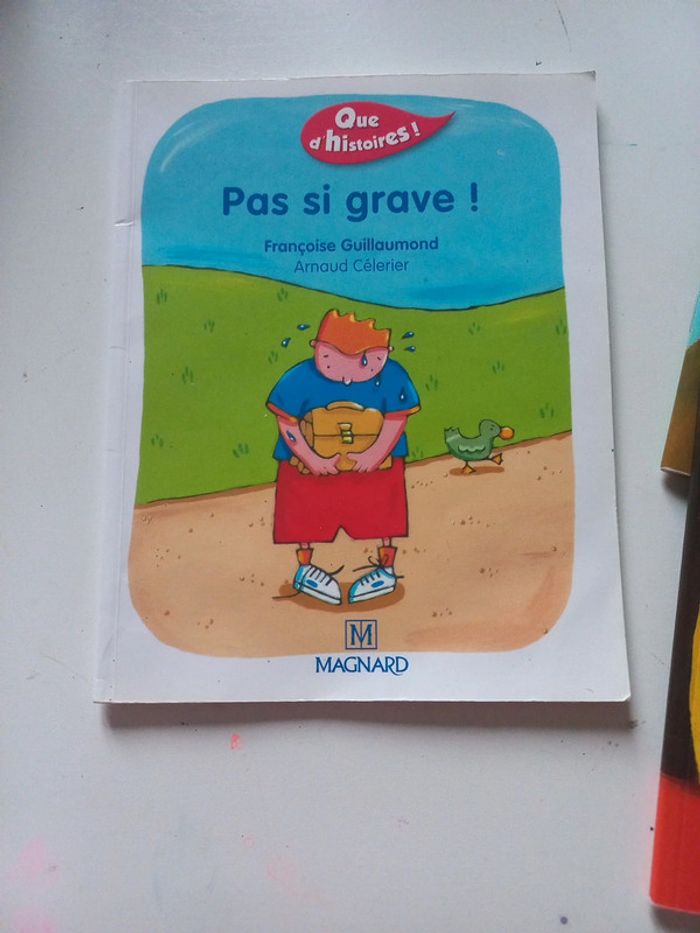 Que
d'histoires !
Pas si grave !
Françoise Guillaumond
Arnaud Célerier
M
MAGNARD